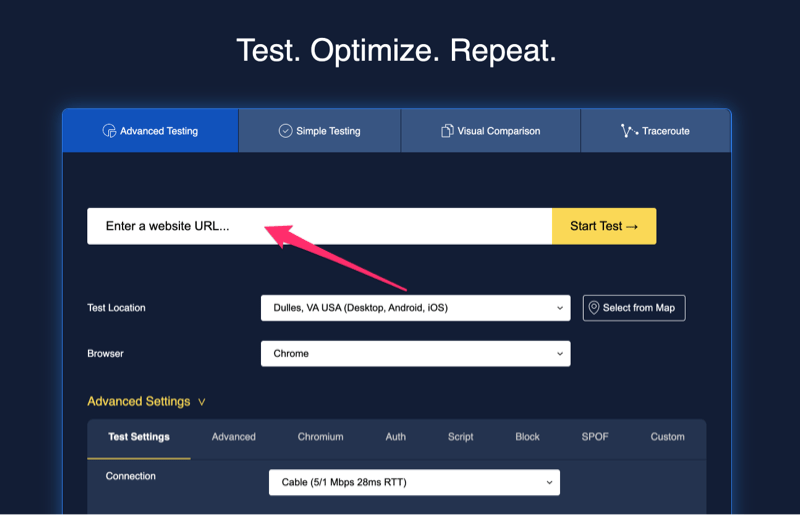 Test. Optimize. Repeat.
Advanced Testing
Simple Testing
Visual Comparison
Traceroute
Enter a website URL...
Start Test →
Test Location
Dulles, VA USA (Desktop, Android, iOS)
Select from Map
Browser
Chrome
Advanced Settings
Test Settings
Advanced
Chromium
Auth
Script
Block
SPOF
Custom
Connection
Cable (5/1 Mbps 28ms RTT)